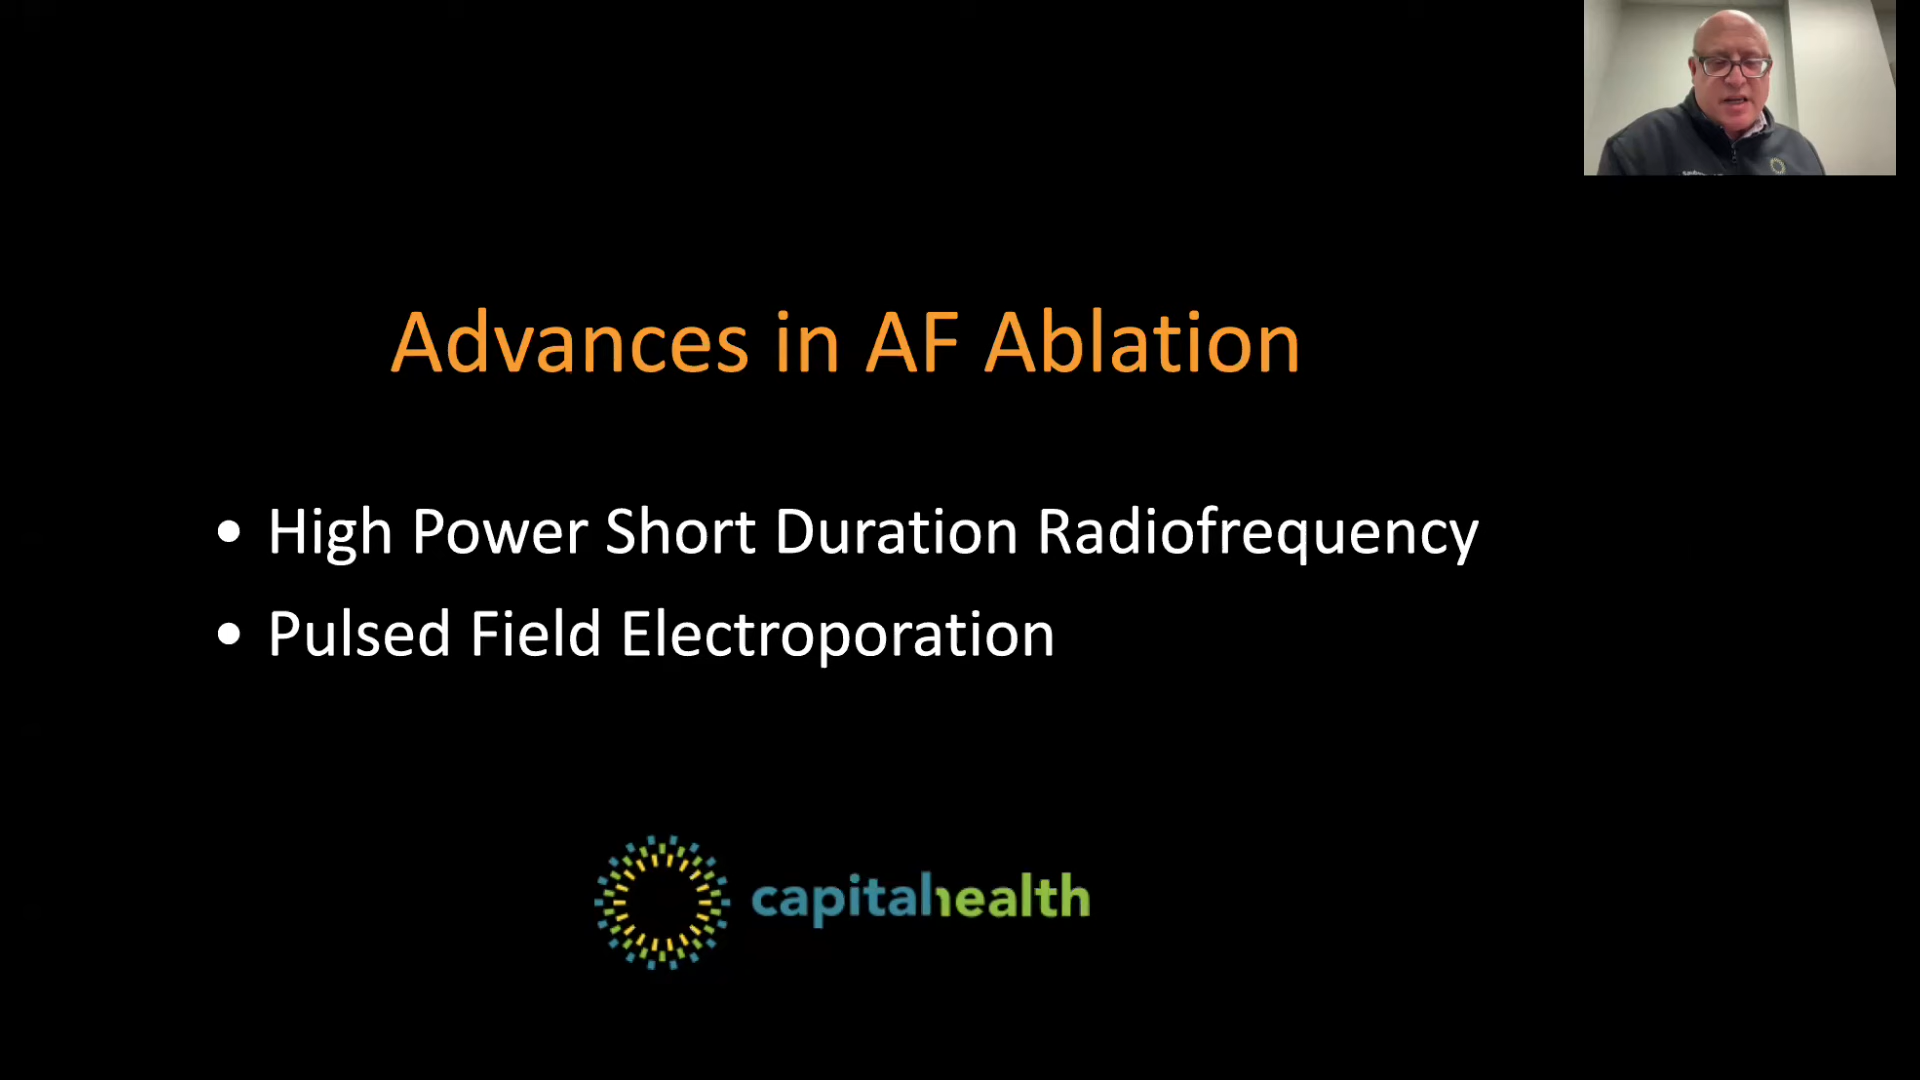 Advances in AF Ablation
• High Power Short Duration Radiofrequency
• Pulsed Field Electroporation
capitalhealth